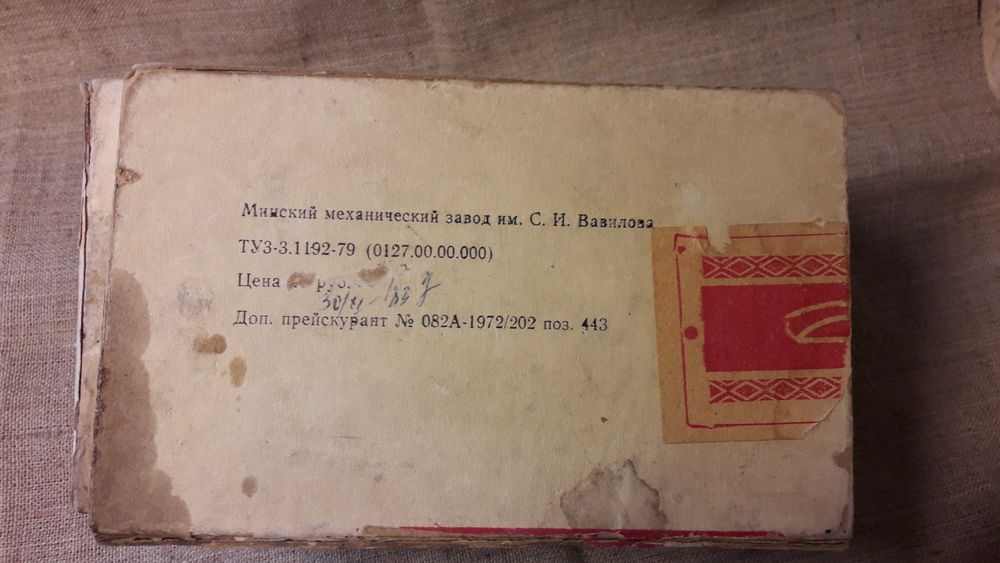 Минский механический завод им. С. И. Вавилова
ТУЗ-3.1192-79 (0127.00.00.000)
Цена руб.
Доп. прейскурант № 082А-1972/202 поз. 443